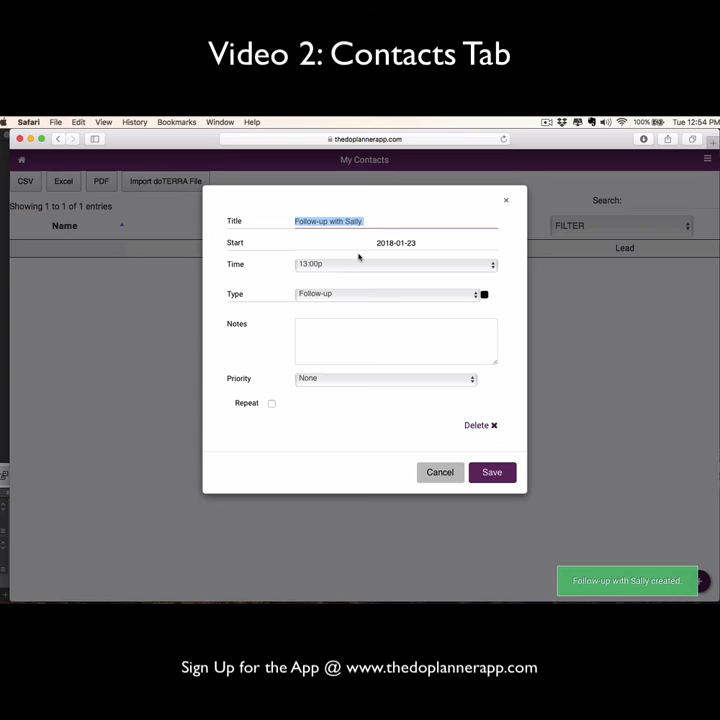 Video 2: Contacts Tab
Safari File Edit View History Bookmarks Window Help 100% Tue 12:54 PM
thedoplannerapp.com
My Contacts
CSV Excel PDF Import doTERRA File
Showing 1 to 1 of 1 entries
Search:
Name FILTER
Lead
×
Title Follow-up with Sally
Start 2018-01-23
Time 13:00p
Type Follow-up
Notes
Priority None
Repeat
Delete ✖
Cancel Save
Follow-up with Sally created.
Sign Up for the App @ www.thedoplannerapp.com